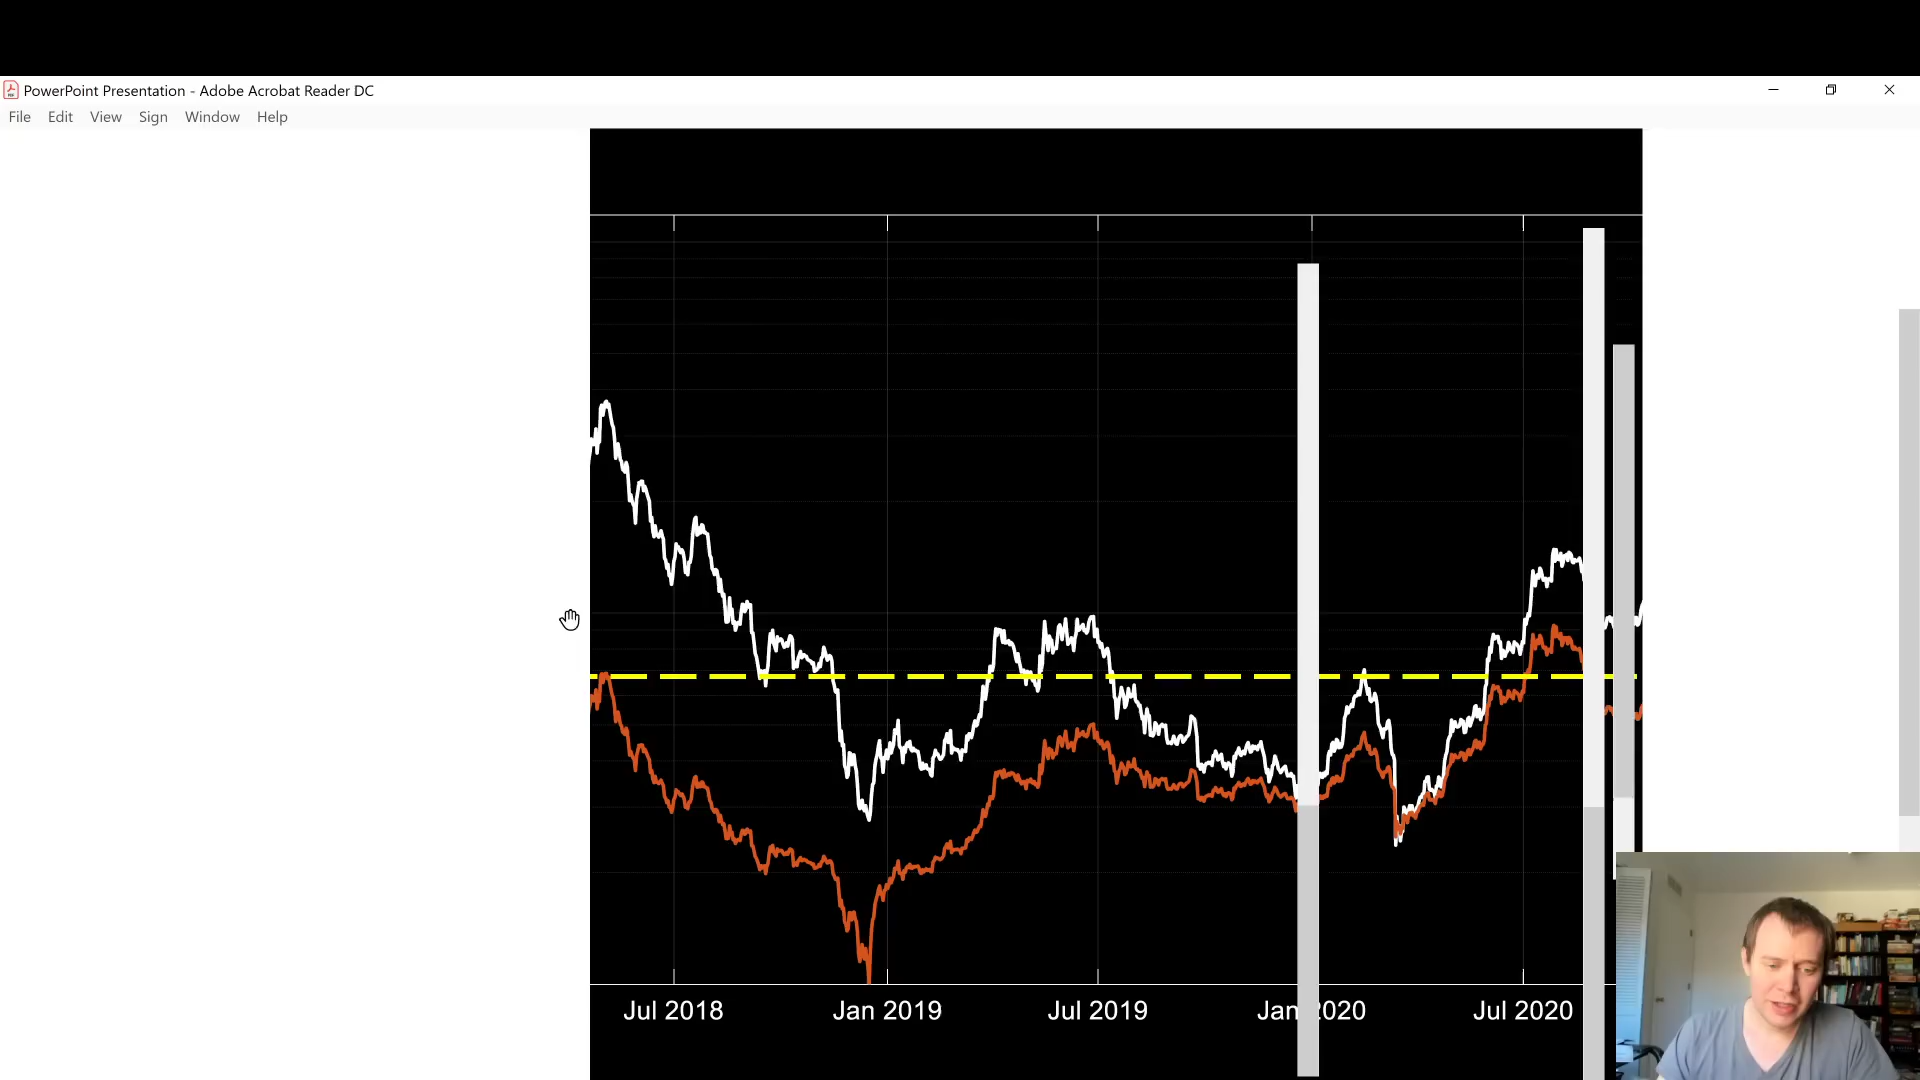 PowerPoint Presentation - Adobe Acrobat Reader DC
File Edit View Sign Window Help
Jul 2018 Jan 2019 Jul 2019 Jan 2020 Jul 2020